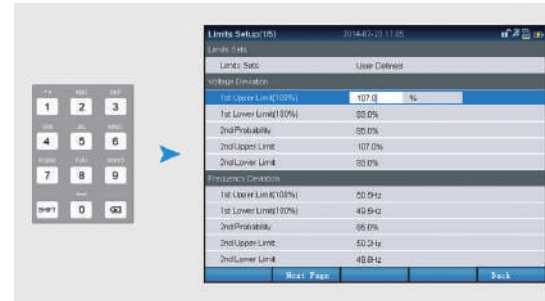 1
2 ABC
3 DEF
4
5 JKL
6 MNO
7
8
9
SHIFT
0
Limits Setup(1/5) 2014-07-23 17:05
Limits Sets
Limits Sets User Defined
Voltage Deviation
1st Upper Limit(100%) 107.0 %
1st Lower Limit(100%) 93.0%
2nd Probability 95.0%
2nd Upper Limit 107.0%
2nd Lower Limit 93.0%
Frequency Deviation
1st Upper Limit(100%) 50.5Hz
1st Lower Limit(100%) 49.5Hz
2nd Probability 95.0%
2nd Upper Limit 50.2Hz
2nd Lower Limit 49.8Hz
Next Page Back